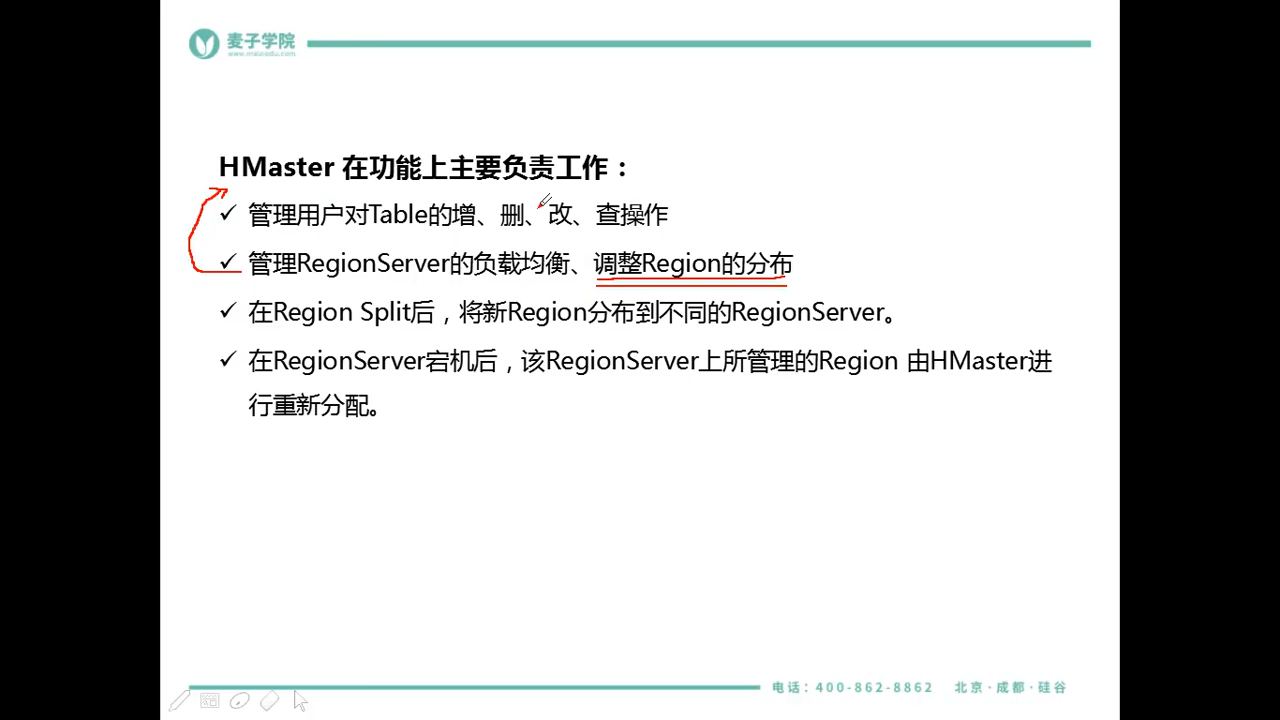 麦子学院
www.maiziedu.com
HMaster 在功能上主要负责工作：
管理用户对Table的增、删、改、查操作
管理RegionServer的负载均衡、调整Region的分布
在Region Split后，将新Region分布到不同的RegionServer。
在RegionServer宕机后，该RegionServer上所管理的Region 由HMaster进
行重新分配。
电话：400-862-8862 北京·成都·硅谷